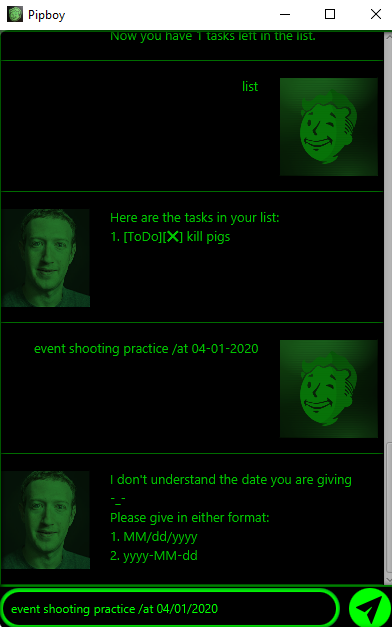 Pipboy
Now you have 1 tasks left in the list.
list
Here are the tasks in your list:
1. [ToDo][❌] kill pigs
event shooting practice /at 04-01-2020
I don't understand the date you are giving
-_-
Please give in either format:
1. MM/dd/yyyy
2. yyyy-MM-dd
event shooting practice /at 04/01/2020